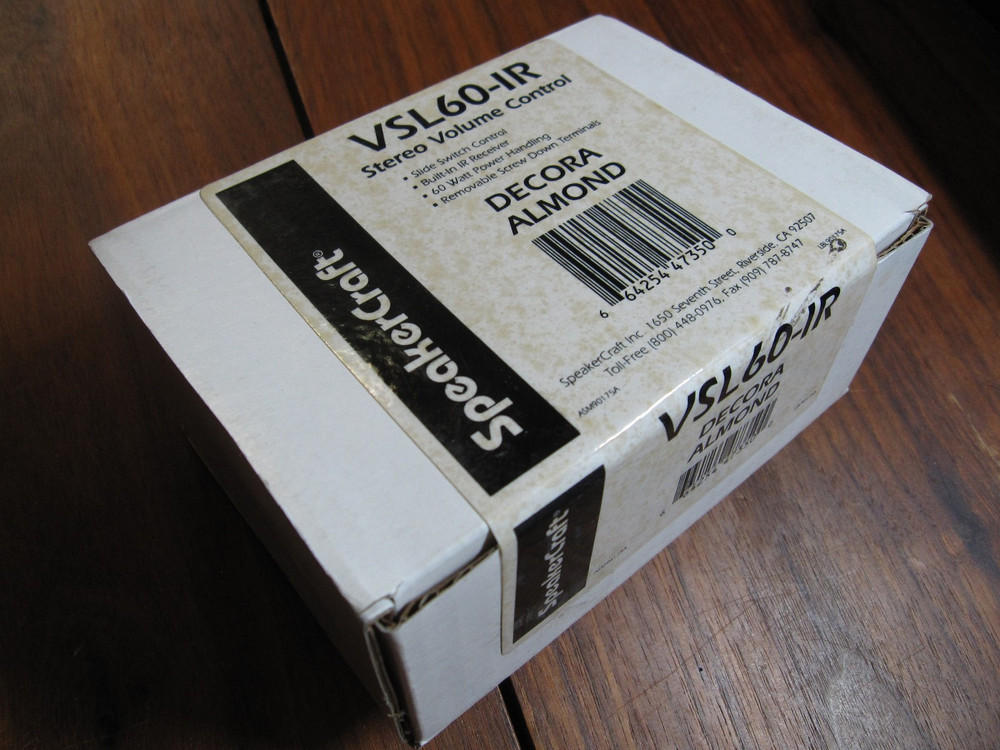 VSL60-IR
Stereo Volume Control
• Slide Switch Control
• Built-In IR Receiver
• 60 Watt Power Handling
• Removable Screw Down Terminals
DECORA
ALMOND
6 64254 47350 0
SpeakerCraft Inc. 1650 Seventh Street, Riverside, CA 92507
Toll-Free (800) 448-0976, Fax (909) 787-8747
ASM90175A
LBL90175A
SpeakerCraft®
VSL60-IR
DECORA
ALMOND
SpeakerCraft®